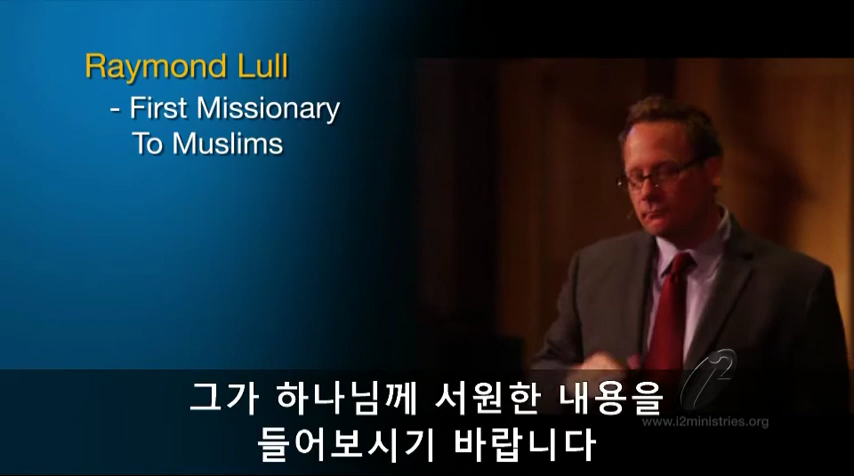 Raymond Lull
- First Missionary
To Muslims
i2
www.i2ministries.org
그가 하나님께 서원한 내용을
들어보시기 바랍니다